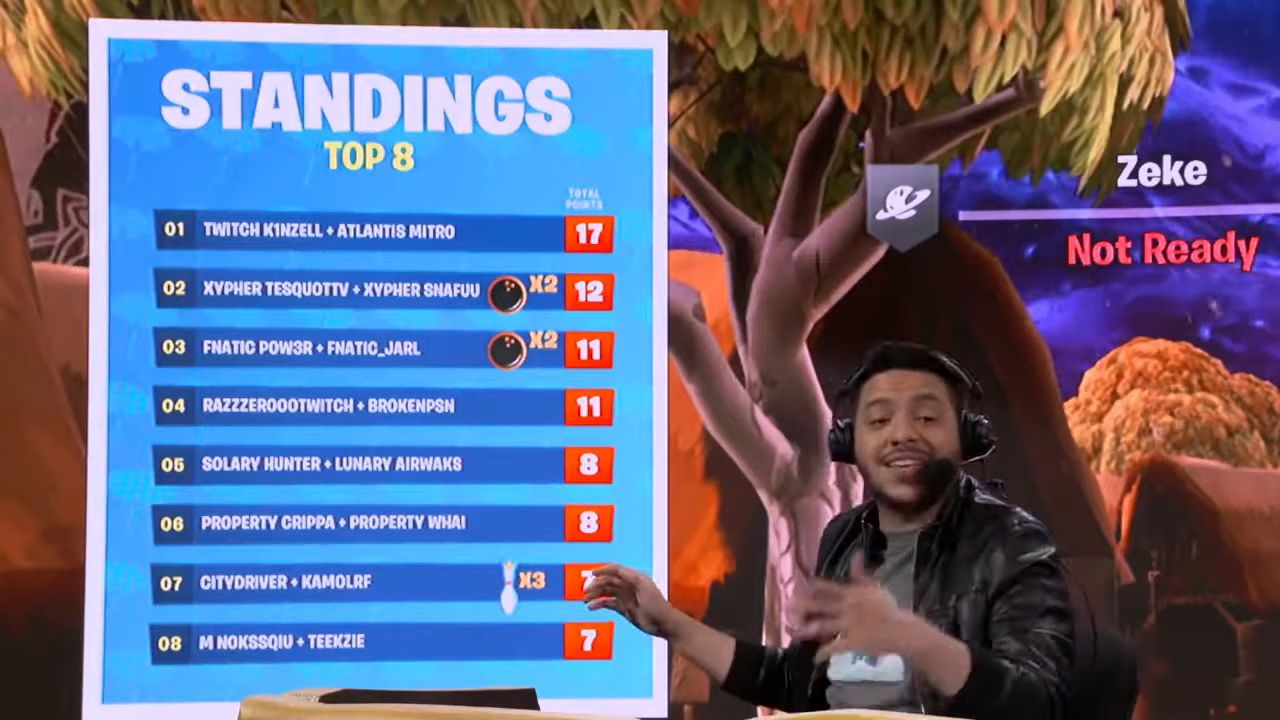 STANDINGS
TOP 8
TOTAL
POINTS
01 TWITCH K1NZELL + ATLANTIS MITRO 17
02 XYPHER TESQUOTTV + XYPHER SNAFUU X2 12
03 FNATIC POW3R + FNATIC_JARL X2 11
04 RAZZZEROOOTWITCH + BROKENPSN 11
05 SOLARY HUNTER + LUNARY AIRWAKS 8
06 PROPERTY CRIPPA + PROPERTY WHAI 8
07 CITYDRIVER + KAMOLRF X3 7
08 M NOKSSQIU + TEEKZIE 7
Zeke
Not Ready